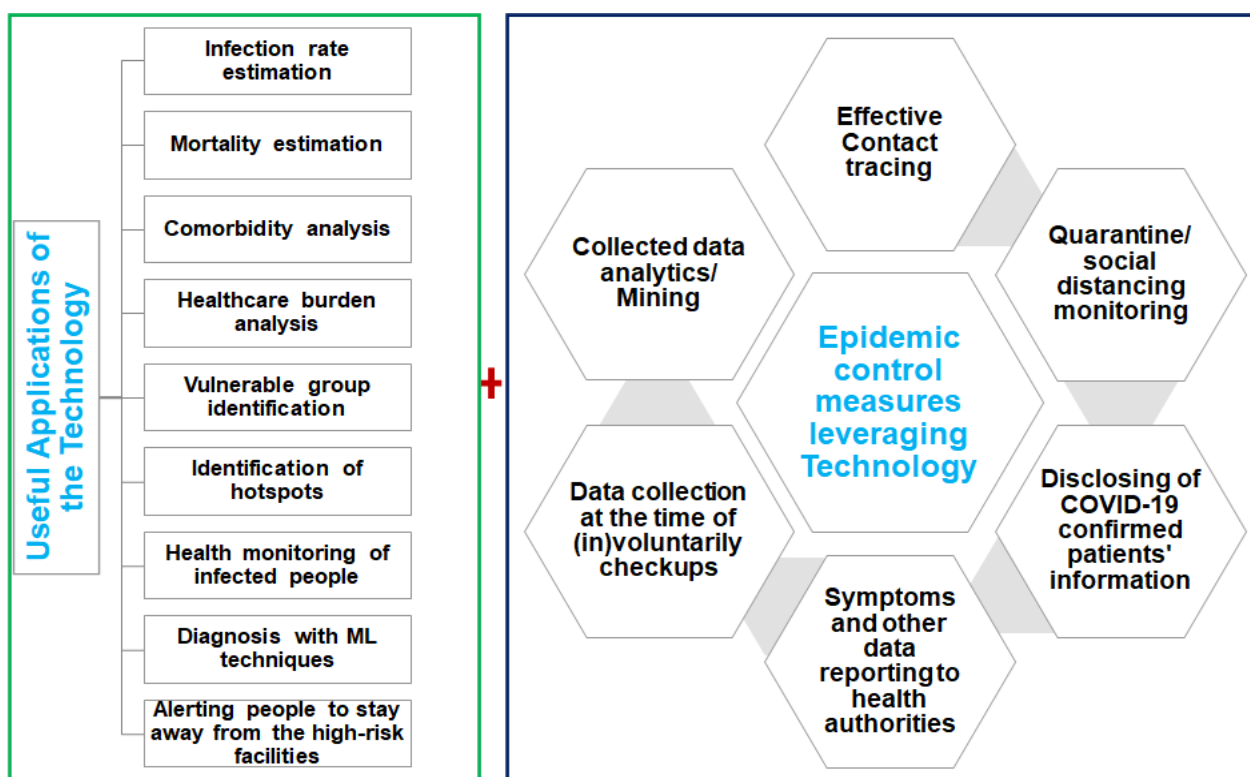 Useful Applications of
the Technology
Infection rate
estimation
Mortality estimation
Comorbidity analysis
Healthcare burden
analysis
Vulnerable group
identification
Identification of
hotspots
Health monitoring of
infected people
Diagnosis with ML
techniques
Alerting people to stay
away from the high-risk
facilities
+
Epidemic
control
measures
leveraging
Technology
Effective
Contact
tracing
Quarantine/
social
distancing
monitoring
Disclosing of
COVID-19
confirmed
patients'
information
Symptoms
and other
data
reporting to
health
authorities
Data collection
at the time of
(in)voluntarily
checkups
Collected data
analytics/
Mining